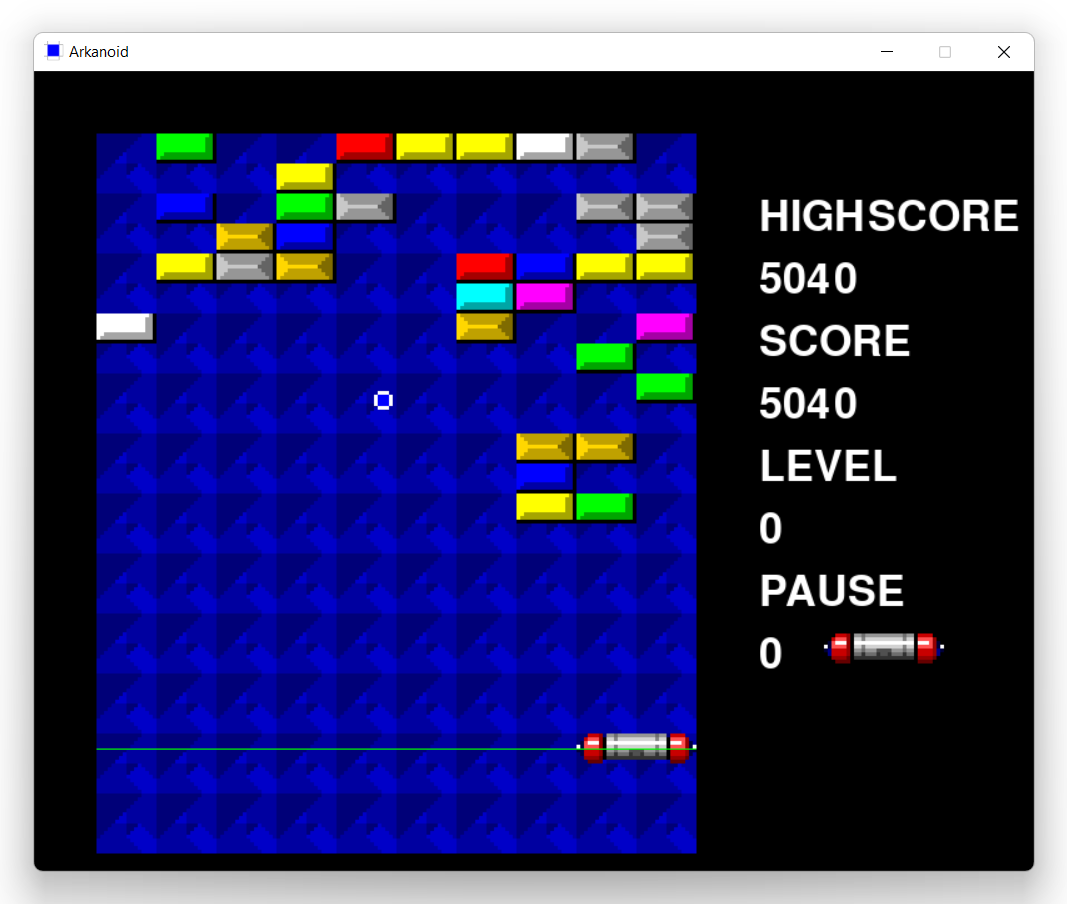 Arkanoid
HIGHSCORE
5040
SCORE
5040
LEVEL
0
PAUSE
0